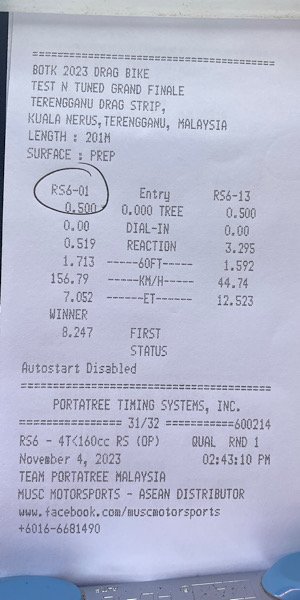 ==================================
BOTK 2023 DRAG BIKE
TEST N TUNED GRAND FINALE
TERENGGANU DRAG STRIP,
KUALA NERUS,TERENGGANU, MALAYSIA
LENGTH : 201M
SURFACE : PREP
RS6-01 Entry RS6-13
0.500 0.000 TREE 0.500
0.00 DIAL-IN 0.00
0.519 REACTION 3.295
1.713 ------60FT------ 1.592
156.79 ------KM/H------ 44.74
7.052 ------ET------ 12.523
WINNER
8.247 FIRST
STATUS
Autostart Disabled
==================================
PORTATREE TIMING SYSTEMS, INC.
============== 31/32 ==========600214
RS6 - 4T<160cc RS (OP) QUAL RND 1
November 4, 2023 02:43:10 PM
TEAM PORTATREE MALAYSIA
MUSC MOTORSPORTS - ASEAN DISTRIBUTOR
www.facebook.com/muscmotorsports
+6016-6681490